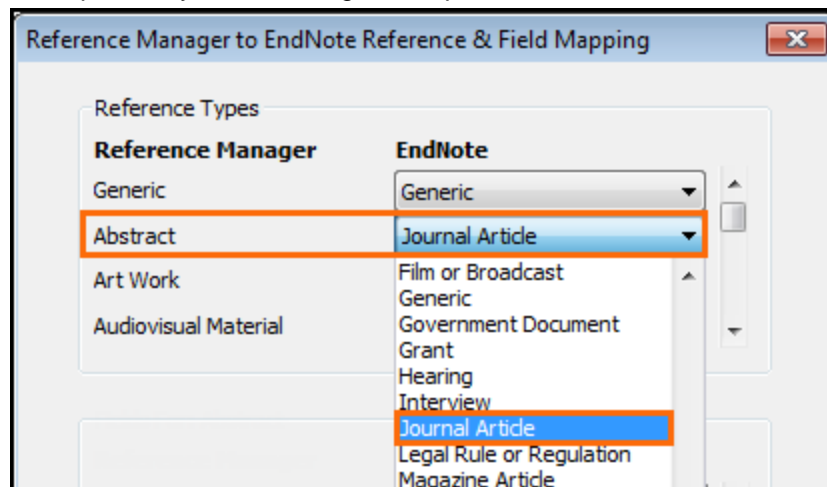 Reference Manager to EndNote Reference & Field Mapping
Reference Types
Reference Manager EndNote
Generic Generic
Abstract Journal Article
Art Work
Audiovisual Material
Film or Broadcast
Generic
Government Document
Grant
Hearing
Interview
Journal Article
Legal Rule or Regulation
Magazine Article